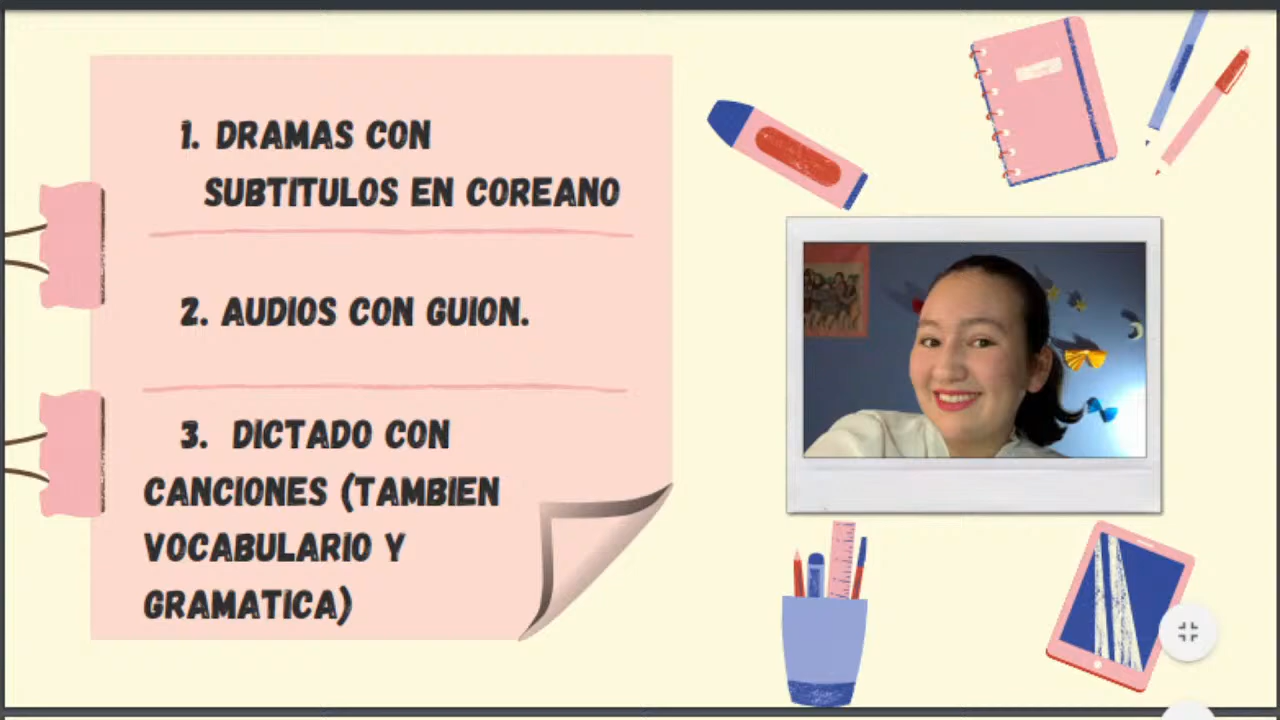 1. DRAMAS CON
SUBTITULOS EN COREANO
2. AUDIOS CON GUION.
3. DICTADO CON
CANCIONES (TAMBIEN
VOCABULARIO Y
GRAMATICA)